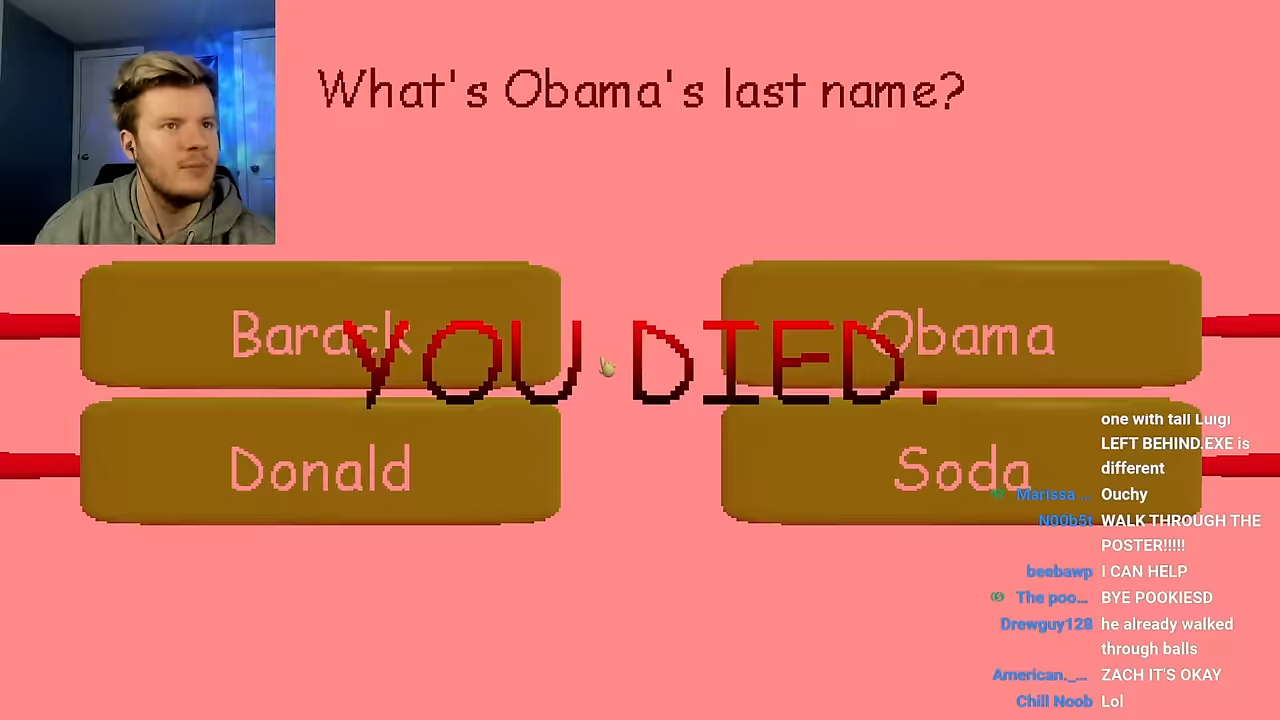 What's Obama's last name?
Barack
Obama
YOU DIED.
Donald
Soda
one with tall Luigi
LEFT BEHIND.EXE is
different
Marissa ... Ouchy
N00b5t WALK THROUGH THE
POSTER!!!!!
beebawp I CAN HELP
The poo... BYE POOKIESD
Drewguy128 he already walked
through balls
American._... ZACH IT'S OKAY
Chill Noob Lol